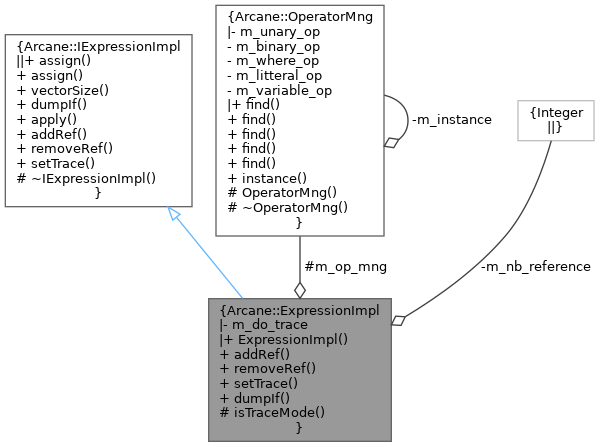 {Arcane::IExpressionImpl
||+ assign()
+ assign()
+ vectorSize()
+ dumpIf()
+ apply()
+ addRef()
+ removeRef()
+ setTrace()
# ~IExpressionImpl()
}
{Arcane::OperatorMng
|- m_unary_op
- m_binary_op
- m_where_op
- m_litteral_op
- m_variable_op
|+ find()
+ find()
+ find()
+ find()
+ find()
+ instance()
# OperatorMng()
# ~OperatorMng()
}
-m_instance
{Integer
||}
#m_op_mng
-m_nb_reference
{Arcane::ExpressionImpl
|- m_do_trace
|+ ExpressionImpl()
+ addRef()
+ removeRef()
+ setTrace()
+ dumpIf()
# isTraceMode()
}